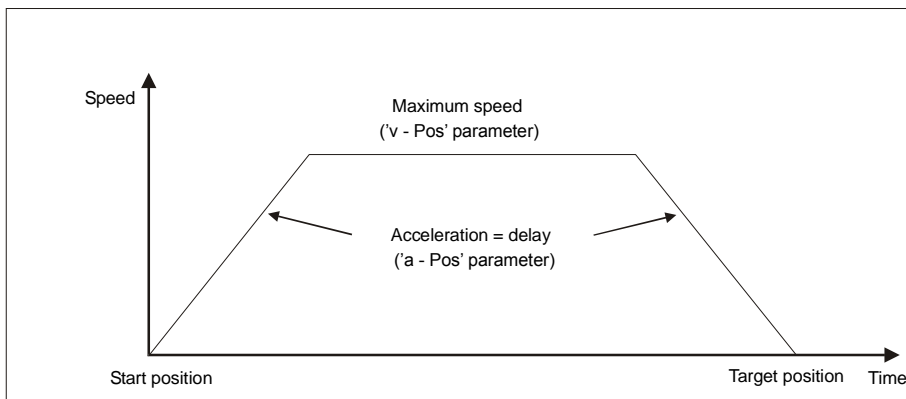 Speed
Maximum speed
('v - Pos' parameter)
Acceleration = delay
('a - Pos' parameter)
Start position
Target position
Time